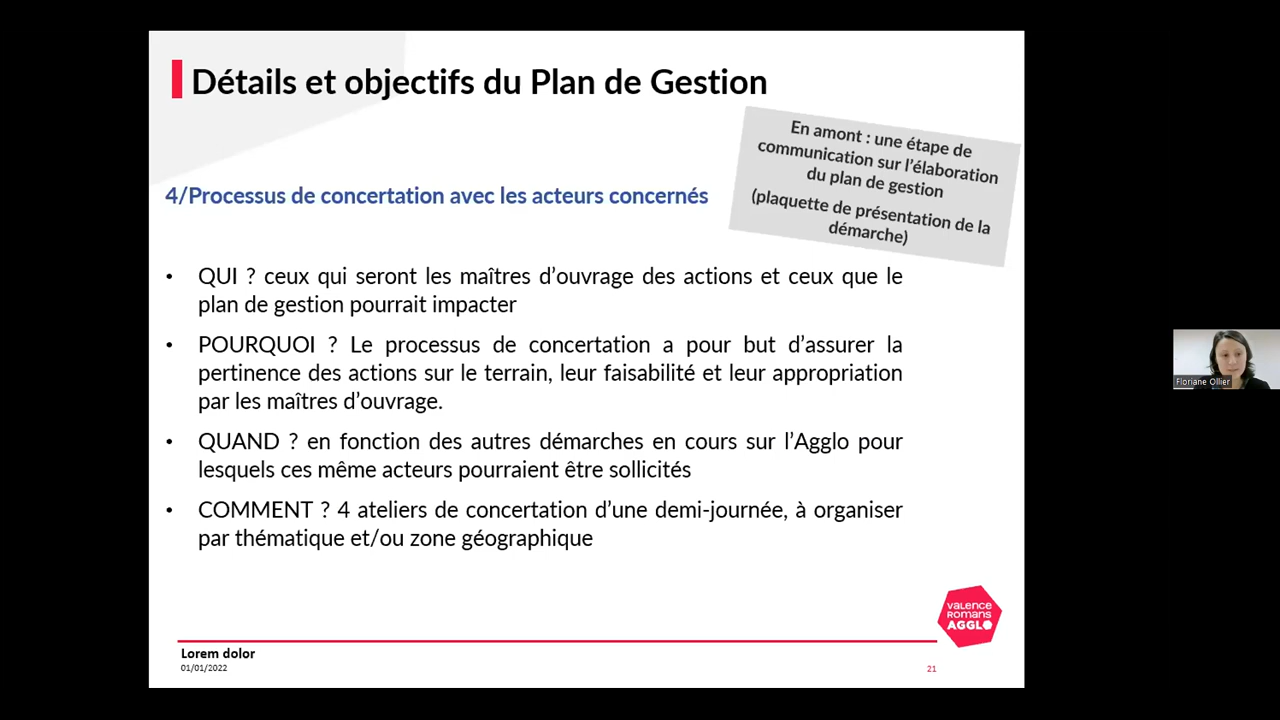 Détails et objectifs du Plan de Gestion
En amont : une étape de
communication sur l'élaboration
du plan de gestion
(plaquette de présentation de la
démarche)
4/Processus de concertation avec les acteurs concernés
• QUI ? ceux qui seront les maîtres d'ouvrage des actions et ceux que le
plan de gestion pourrait impacter
• POURQUOI ? Le processus de concertation a pour but d'assurer la
pertinence des actions sur le terrain, leur faisabilité et leur appropriation
par les maîtres d'ouvrage.
• QUAND ? en fonction des autres démarches en cours sur l'Agglo pour
lesquels ces même acteurs pourraient être sollicités
• COMMENT ? 4 ateliers de concertation d'une demi-journée, à organiser
par thématique et/ou zone géographique
Floriane Ollier
valence
romans
AGGLO
Lorem dolor
01/01/2022
21